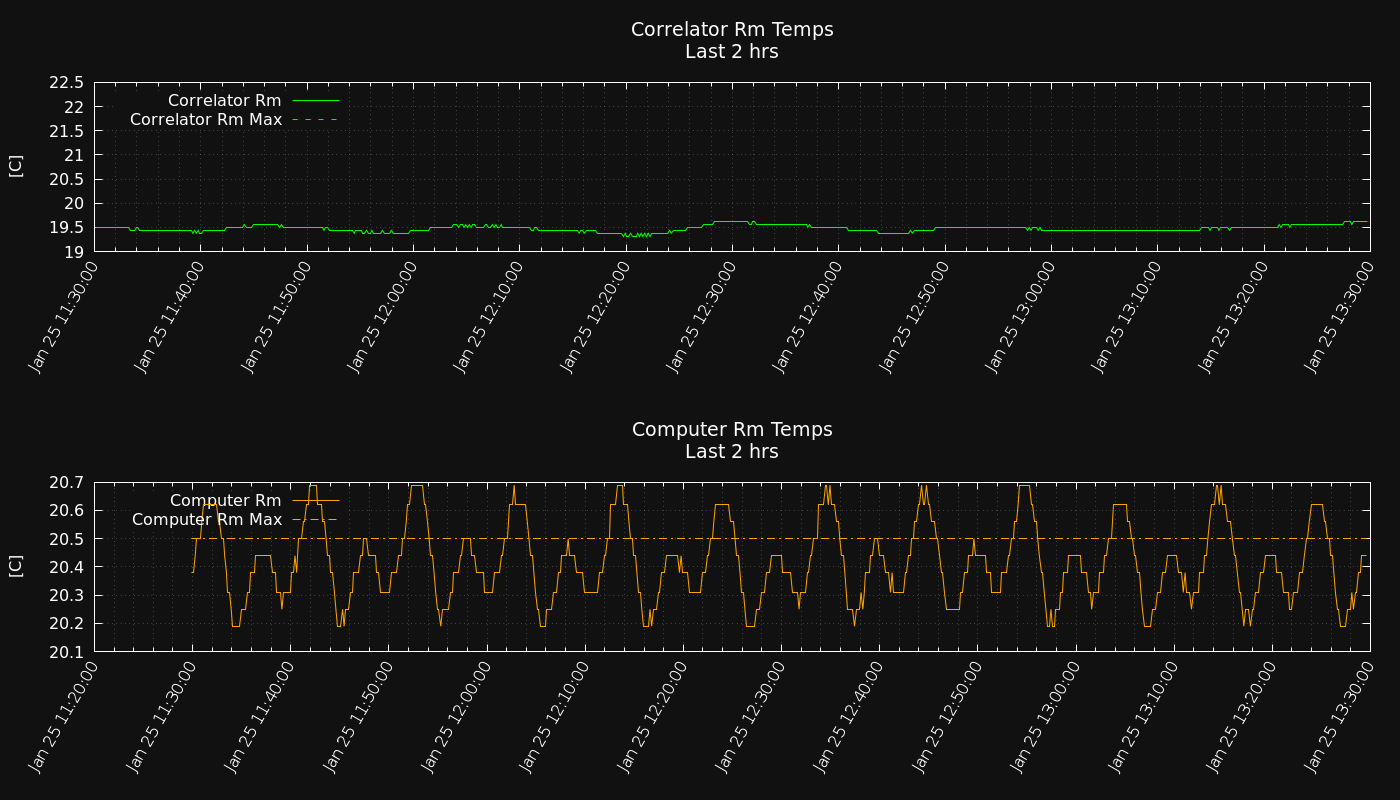 Correlator Rm Temps
Last 2 hrs
22.5
22
21.5
21
20.5
20
19.5
19
[C]
Correlator Rm
Correlator Rm Max
Jan 25 11:30:00
Jan 25 11:40:00
Jan 25 11:50:00
Jan 25 12:00:00
Jan 25 12:10:00
Jan 25 12:20:00
Jan 25 12:30:00
Jan 25 12:40:00
Jan 25 12:50:00
Jan 25 13:00:00
Jan 25 13:10:00
Jan 25 13:20:00
Jan 25 13:30:00
Computer Rm Temps
Last 2 hrs
20.7
20.6
20.5
20.4
20.3
20.2
20.1
[C]
Computer Rm
Computer Rm Max
Jan 25 11:20:00
Jan 25 11:30:00
Jan 25 11:40:00
Jan 25 11:50:00
Jan 25 12:00:00
Jan 25 12:10:00
Jan 25 12:20:00
Jan 25 12:30:00
Jan 25 12:40:00
Jan 25 12:50:00
Jan 25 13:00:00
Jan 25 13:10:00
Jan 25 13:20:00
Jan 25 13:30:00